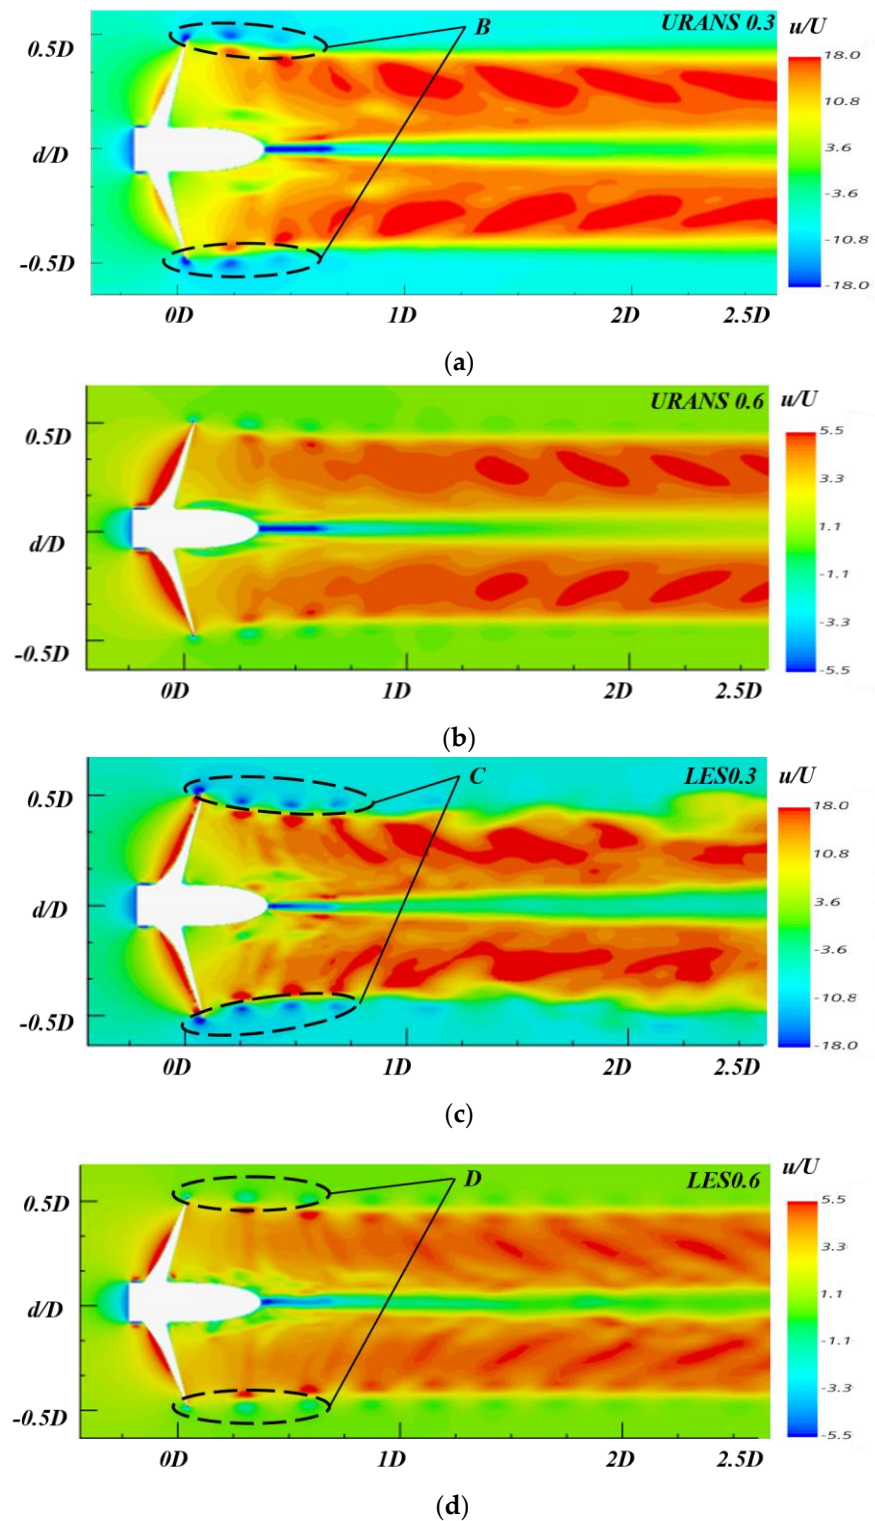 URANS 0.3 u/U
B
0.5D
d/D
-0.5D
18.0
10.8
3.6
-3.6
-10.8
-18.0
0D 1D 2D 2.5D
(a)
URANS 0.6 u/U
0.5D
d/D
-0.5D
5.5
3.3
1.1
-1.1
-3.3
-5.5
0D 1D 2D 2.5D
(b)
C LES0.3 u/U
0.5D
d/D
-0.5D
18.0
10.8
3.6
-3.6
-10.8
-18.0
0D 1D 2D 2.5D
(c)
D LES0.6 u/U
0.5D
d/D
-0.5D
5.5
3.3
1.1
-1.1
-3.3
-5.5
0D 1D 2D 2.5D
(d)